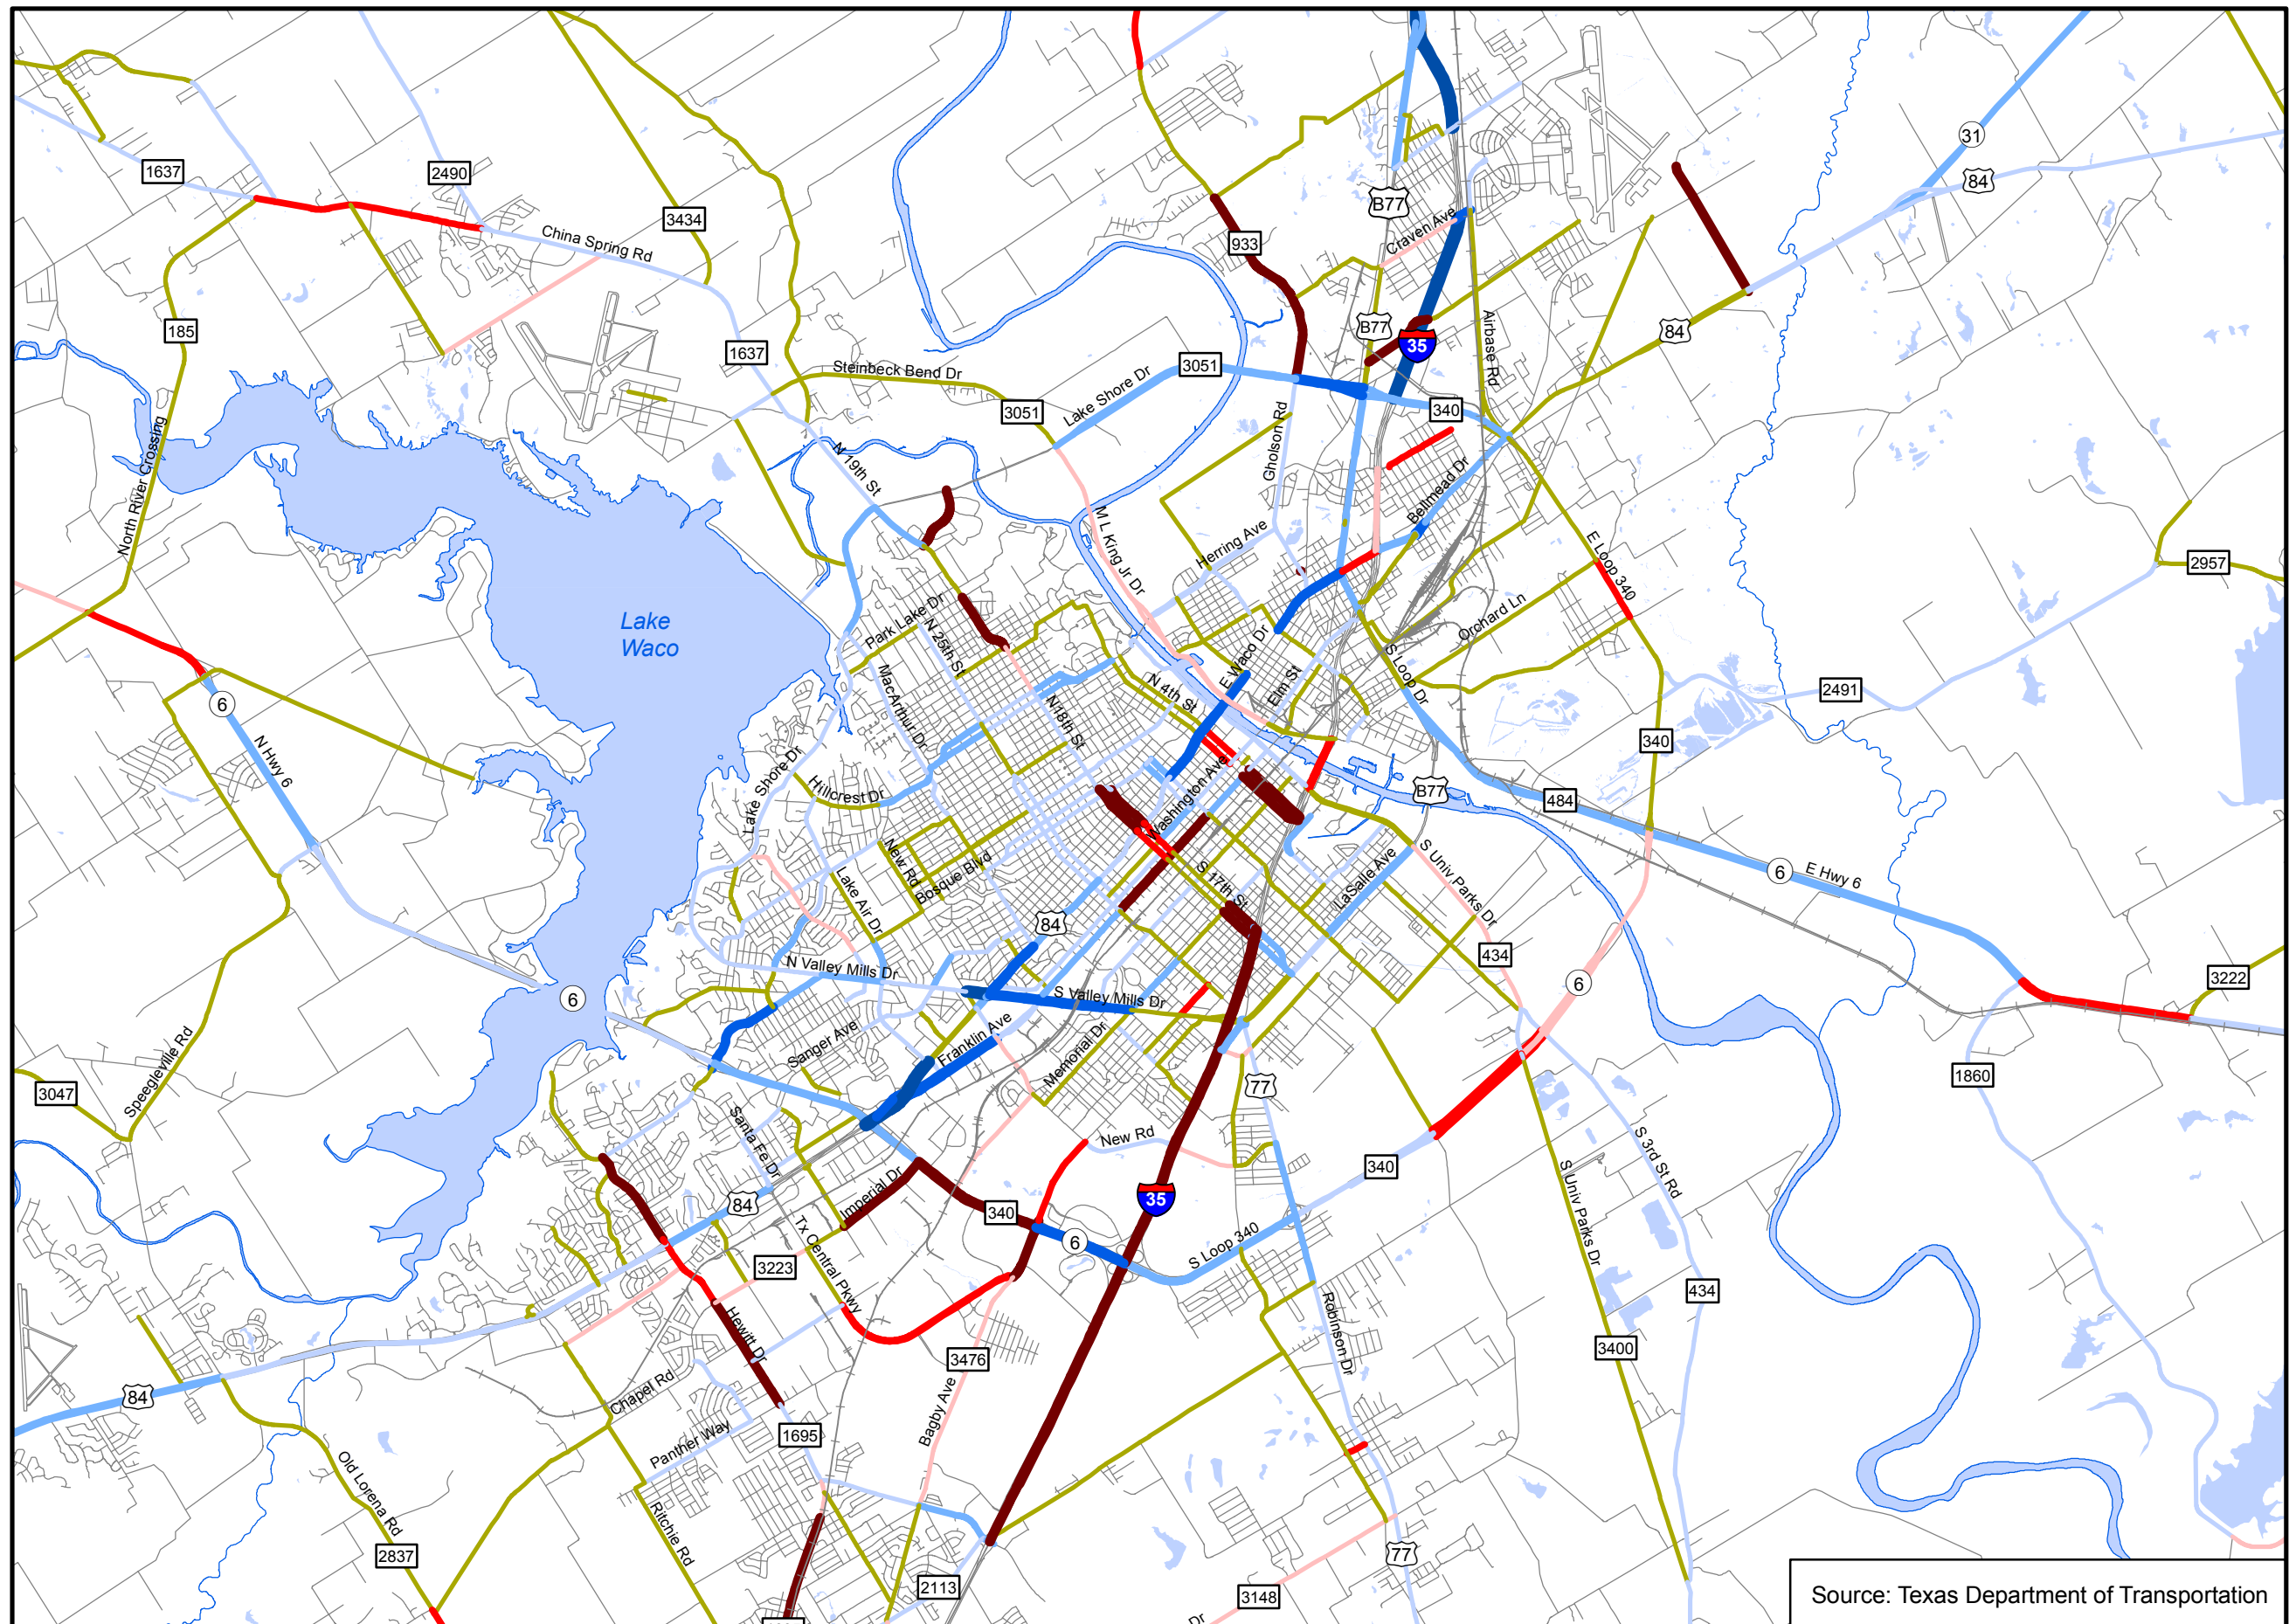 31
1637
2490
84
B77
3434
933
Craven Ave
China Spring Rd
185
B77
84
35
Airbase Rd
1637
Steinbeck Bend Dr
3051
Lake Shore Dr
3051
340
North River Crossing
N 19th St
Gholson Rd
Bellmead Dr
M L King Jr Dr
Herring Ave
E Loop 340
2957
Lake
Waco
Park Lake Dr
N 25th St
Orchard Ln
E Waco Dr
S Loop Dr
MacArthur Dr
Elm St
N 4th St
2491
6
N 18th St
340
N Hwy 6
Lake Shore Dr
Hillcrest Dr
Washington Ave
B77
484
New Rd
Lake Air Dr
Bosque Blvd
S 17th St
LaSalle Ave
S Univ Parks Dr
6
E Hwy 6
84
434
N Valley Mills Dr
6
3222
6
S Valley Mills Dr
Franklin Ave
Sanger Ave
Memorial Dr
Speegleville Rd
3047
77
1860
Santa Fe Dr
New Rd
340
S 3rd St Rd
S Univ Parks Dr
Imperial Dr
84
35
340
6
S Loop 340
Tx Central Pkwy
3223
434
Robinson Dr
Hewitt Dr
3400
3476
84
Chapel Rd
Bagby Ave
Panther Way
1695
Old Lorena Rd
Ritchie Rd
2837
77
2113
3148
Dr
Source: Texas Department of Transportation